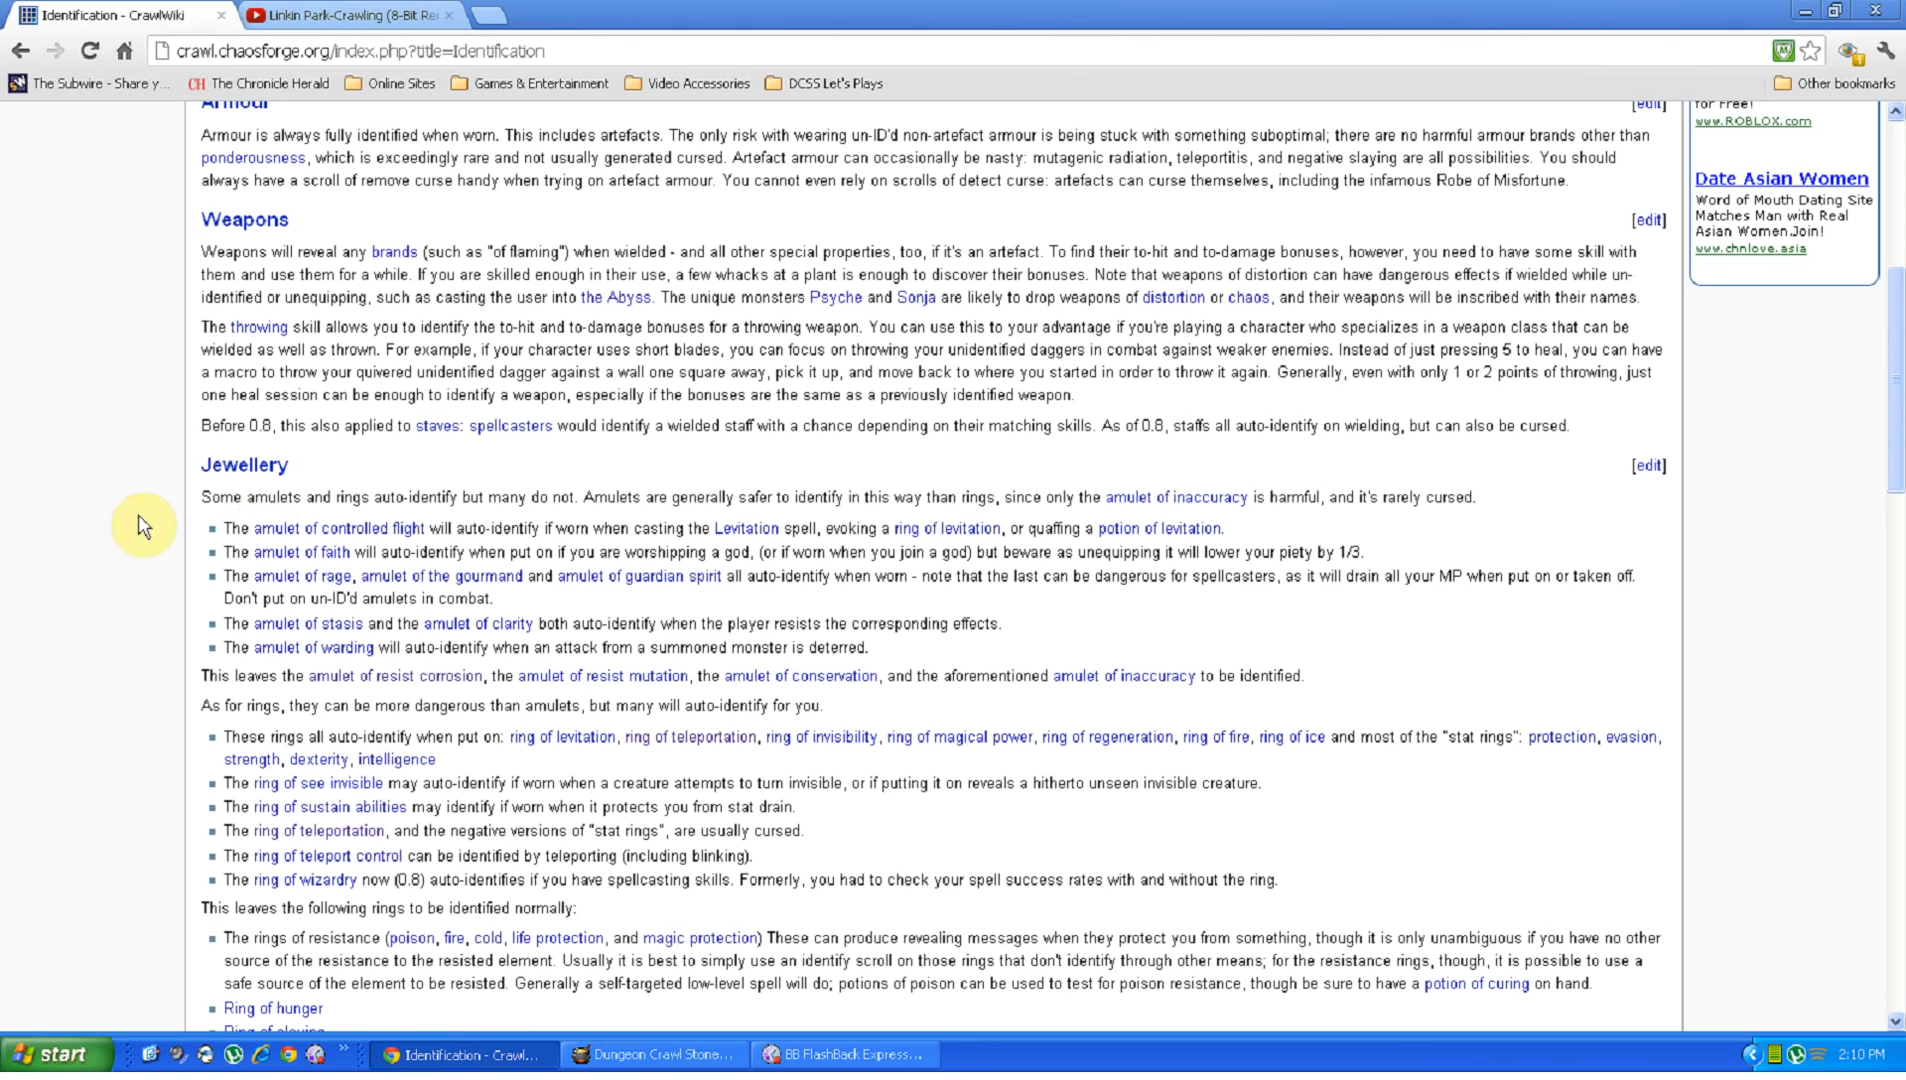 Identification - CrawlWiki
Linkin Park-Crawling (8-Bit Re
crawl.chaosforge.org/index.php?title=Identification
The Subwire - Share y...
CH The Chronicle Herald
Online Sites
Games & Entertainment
Video Accessories
DCSS Let's Plays
Other bookmarks
Armour [edit]
Armour is always fully identified when worn. This includes artefacts. The only risk with wearing un-ID'd non-artefact armour is being stuck with something suboptimal; there are no harmful armour brands other than
ponderousness, which is exceedingly rare and not usually generated cursed. Artefact armour can occasionally be nasty: mutagenic radiation, teleportitis, and negative slaying are all possibilities. You should
always have a scroll of remove curse handy when trying on artefact armour. You cannot even rely on scrolls of detect curse: artefacts can curse themselves, including the infamous Robe of Misfortune.
Weapons [edit]
Weapons will reveal any brands (such as "of flaming") when wielded - and all other special properties, too, if it's an artefact. To find their to-hit and to-damage bonuses, however, you need to have some skill with
them and use them for a while. If you are skilled enough in their use, a few whacks at a plant is enough to discover their bonuses. Note that weapons of distortion can have dangerous effects if wielded while un-
identified or unequipping, such as casting the user into the Abyss. The unique monsters Psyche and Sonja are likely to drop weapons of distortion or chaos, and their weapons will be inscribed with their names.
The throwing skill allows you to identify the to-hit and to-damage bonuses for a throwing weapon. You can use this to your advantage if you're playing a character who specializes in a weapon class that can be
wielded as well as thrown. For example, if your character uses short blades, you can focus on throwing your unidentified daggers in combat against weaker enemies. Instead of just pressing 5 to heal, you can have
a macro to throw your quivered unidentified dagger against a wall one square away, pick it up, and move back to where you started in order to throw it again. Generally, even with only 1 or 2 points of throwing, just
one heal session can be enough to identify a weapon, especially if the bonuses are the same as a previously identified weapon.
Before 0.8, this also applied to staves: spellcasters would identify a wielded staff with a chance depending on their matching skills. As of 0.8, staffs all auto-identify on wielding, but can also be cursed.
Jewellery [edit]
Some amulets and rings auto-identify but many do not. Amulets are generally safer to identify in this way than rings, since only the amulet of inaccuracy is harmful, and it's rarely cursed.
The amulet of controlled flight will auto-identify if worn when casting the Levitation spell, evoking a ring of levitation, or quaffing a potion of levitation.
The amulet of faith will auto-identify when put on if you are worshipping a god, (or if worn when you join a god) but beware as unequipping it will lower your piety by 1/3.
The amulet of rage, amulet of the gourmand and amulet of guardian spirit all auto-identify when worn - note that the last can be dangerous for spellcasters, as it will drain all your MP when put on or taken off.
Don't put on un-ID'd amulets in combat.
The amulet of stasis and the amulet of clarity both auto-identify when the player resists the corresponding effects.
The amulet of warding will auto-identify when an attack from a summoned monster is deterred.
This leaves the amulet of resist corrosion, the amulet of resist mutation, the amulet of conservation, and the aforementioned amulet of inaccuracy to be identified.
As for rings, they can be more dangerous than amulets, but many will auto-identify for you.
These rings all auto-identify when put on: ring of levitation, ring of teleportation, ring of invisibility, ring of magical power, ring of regeneration, ring of fire, ring of ice and most of the "stat rings": protection, evasion,
strength, dexterity, intelligence
The ring of see invisible may auto-identify if worn when a creature attempts to turn invisible, or if putting it on reveals a hitherto unseen invisible creature.
The ring of sustain abilities may identify if worn when it protects you from stat drain.
The ring of teleportation, and the negative versions of "stat rings", are usually cursed.
The ring of teleport control can be identified by teleporting (including blinking).
The ring of wizardry now (0.8) auto-identifies if you have spellcasting skills. Formerly, you had to check your spell success rates with and without the ring.
This leaves the following rings to be identified normally:
The rings of resistance (poison, fire, cold, life protection, and magic protection) These can produce revealing messages when they protect you from something, though it is only unambiguous if you have no other
source of the resistance to the resisted element. Usually it is best to simply use an identify scroll on those rings that don't identify through other means; for the resistance rings, though, it is possible to use a
safe source of the element to be resisted. Generally a self-targeted low-level spell will do; potions of poison can be used to test for poison resistance, though be sure to have a potion of curing on hand.
Ring of hunger
Ring of slaying
for Free!
www.ROBLOX.com
Date Asian Women
Word of Mouth Dating Site
Matches Man with Real
Asian Women.Join!
www.chnlove.asia
start
Identification - Crawl...
Dungeon Crawl Stone...
BB FlashBack Express...
2:10 PM